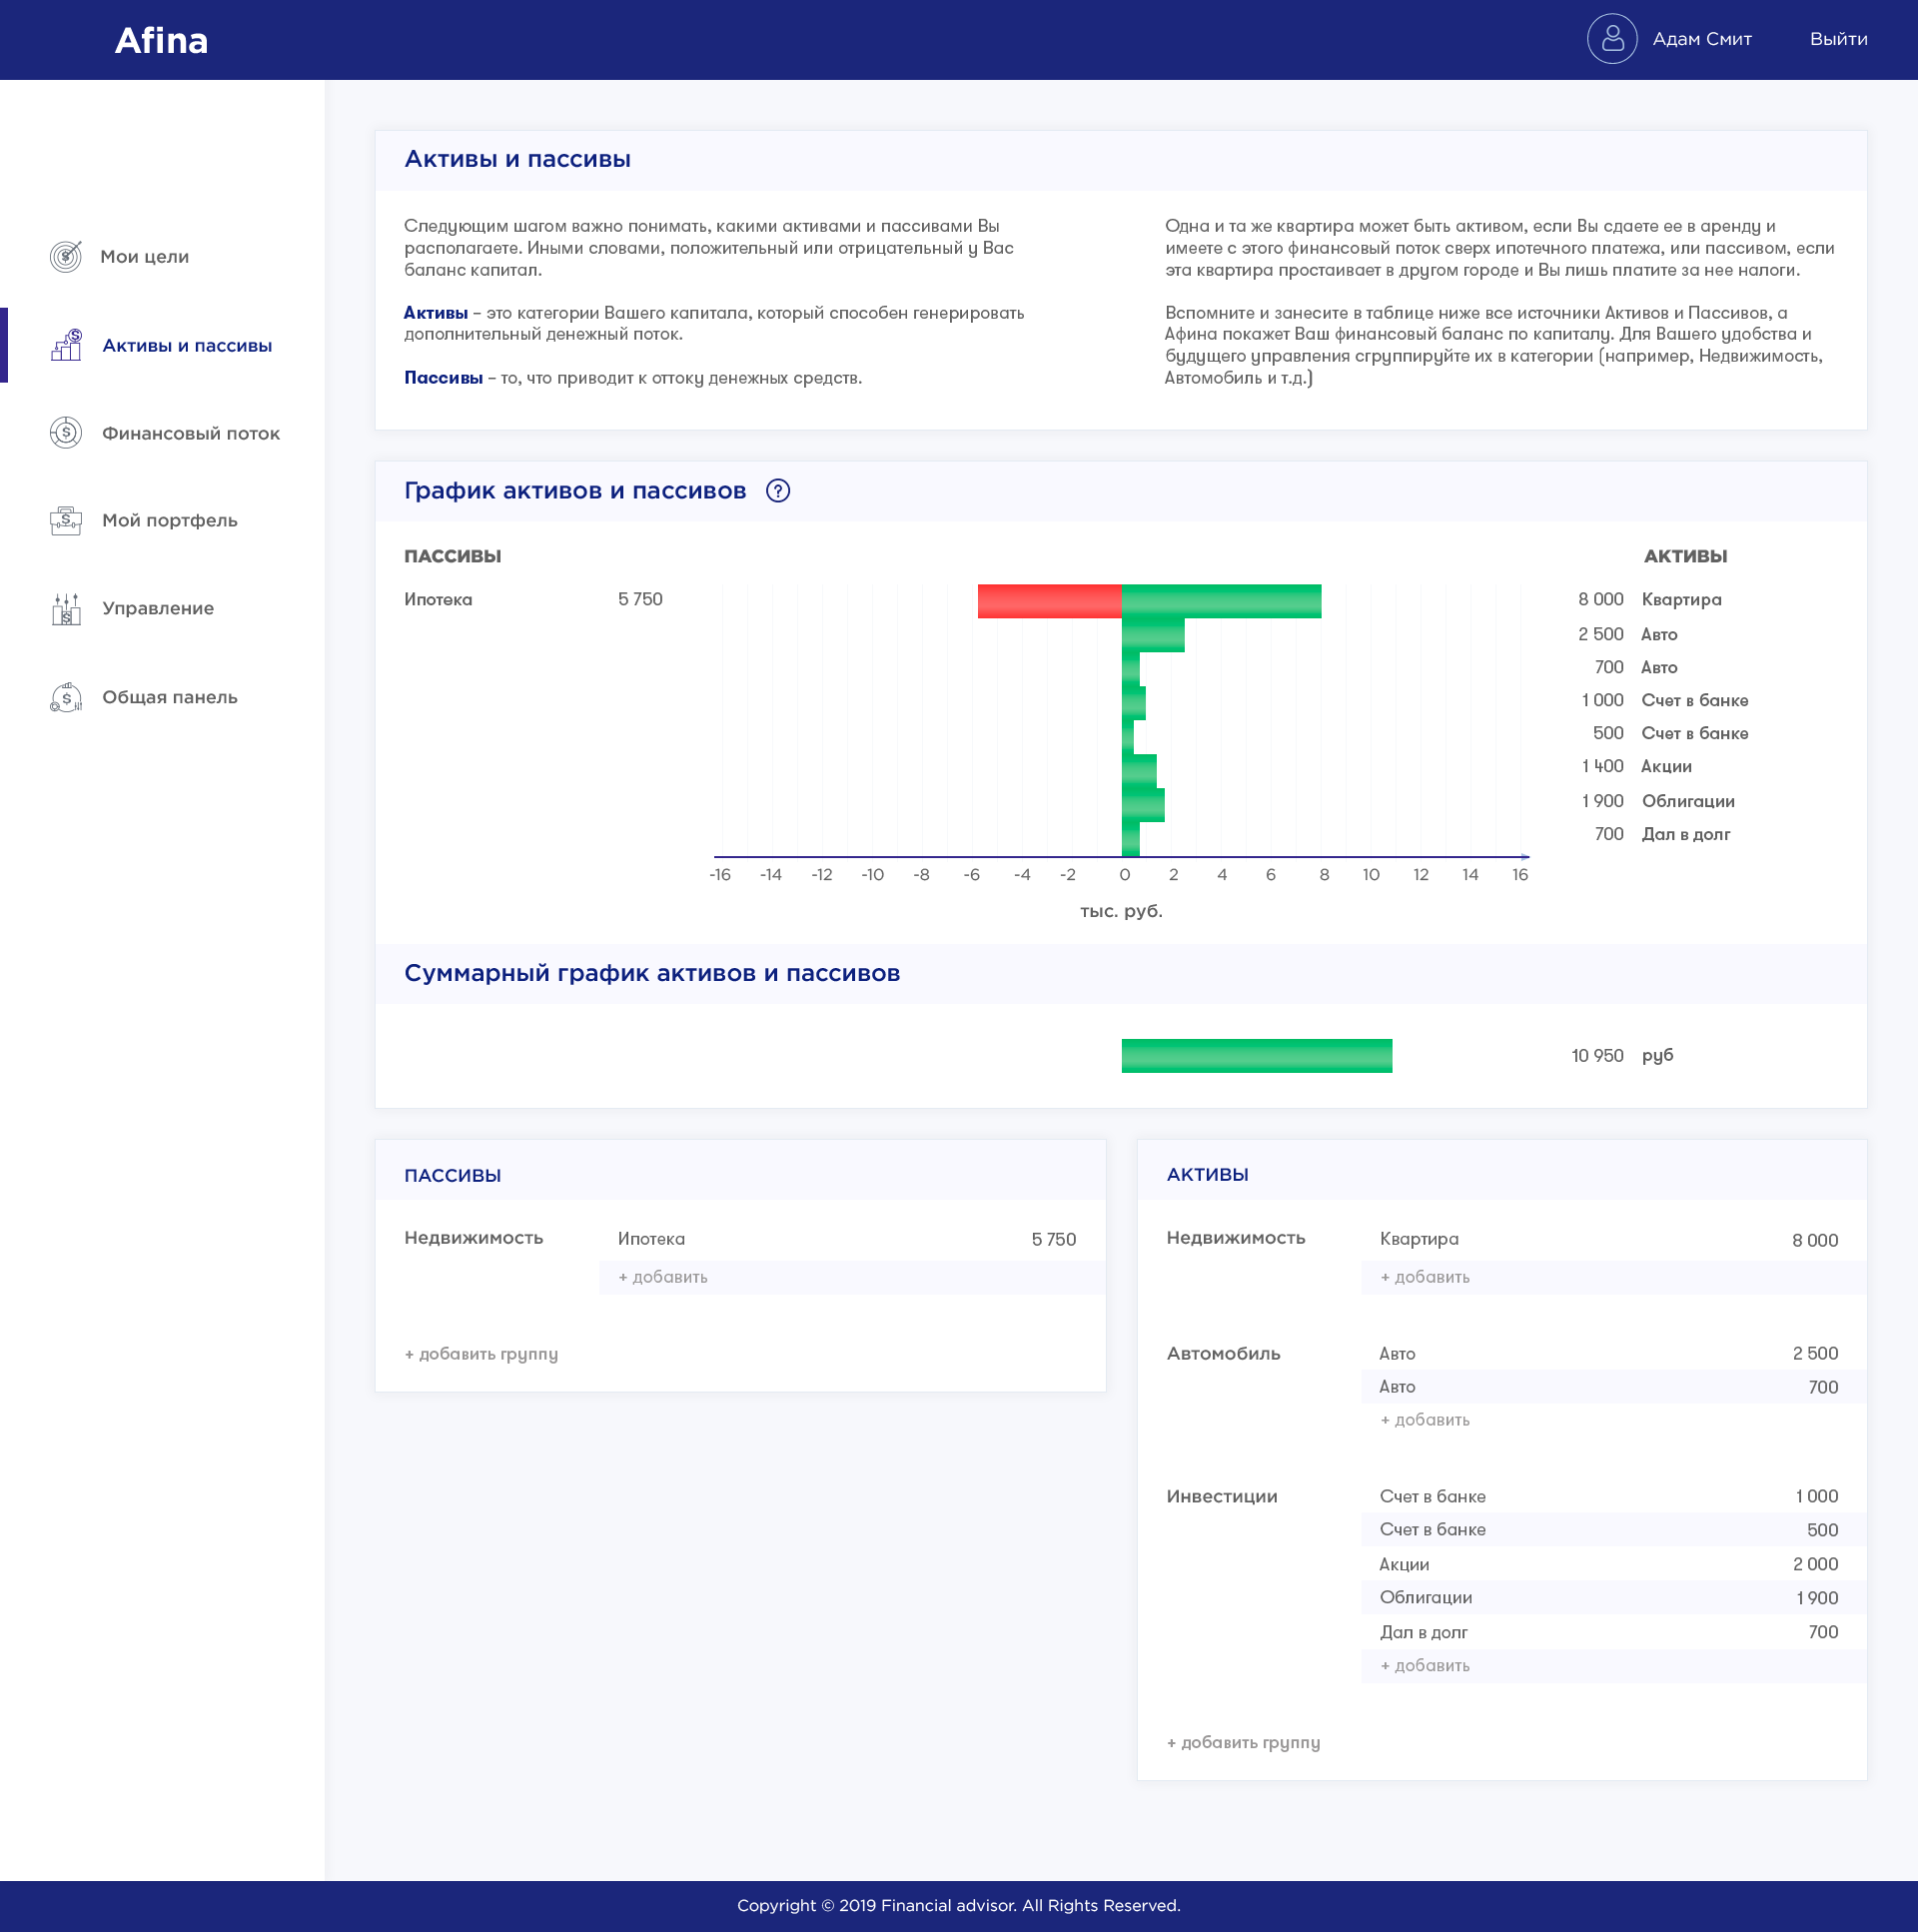 Afina
Адам Смит
Выйти
Мои цели
Активы и пассивы
Финансовый поток
Мой портфель
Управление
Общая панель
Активы и пассивы
Следующим шагом важно понимать, какими активами и пассивами Вы
располагаете. Иными словами, положительный или отрицательный у Вас
баланс капитал.
Активы – это категории Вашего капитала, который способен генерировать
дополнительный денежный поток.
Пассивы – то, что приводит к оттоку денежных средств.
Одна и та же квартира может быть активом, если Вы сдаете ее в аренду и
имеете с этого финансовый поток сверх ипотечного платежа, или пассивом, если
эта квартира простаивает в другом городе и Вы лишь платите за нее налоги.
Вспомните и занесите в таблице ниже все источники Активов и Пассивов, а
Афина покажет Ваш финансовый баланс по капиталу. Для Вашего удобства и
будущего управления сгруппируйте их в категории (например, Недвижимость,
Автомобиль и т.д.)
График активов и пассивов ?
ПАССИВЫ
АКТИВЫ
Ипотека 5 750
8 000 Квартира
2 500 Авто
700 Авто
1 000 Счет в банке
500 Счет в банке
1 400 Акции
1 900 Облигации
700 Дал в долг
-16 -14 -12 -10 -8 -6 -4 -2 0 2 4 6 8 10 12 14 16
тыс. руб.
Суммарный график активов и пассивов
10 950 руб
ПАССИВЫ
Недвижимость Ипотека 5 750
+ добавить
+ добавить группу
АКТИВЫ
Недвижимость Квартира 8 000
+ добавить
Автомобиль Авто 2 500
Авто 700
+ добавить
Инвестиции Счет в банке 1 000
Счет в банке 500
Акции 2 000
Облигации 1 900
Дал в долг 700
+ добавить
+ добавить группу
Copyright © 2019 Financial advisor. All Rights Reserved.